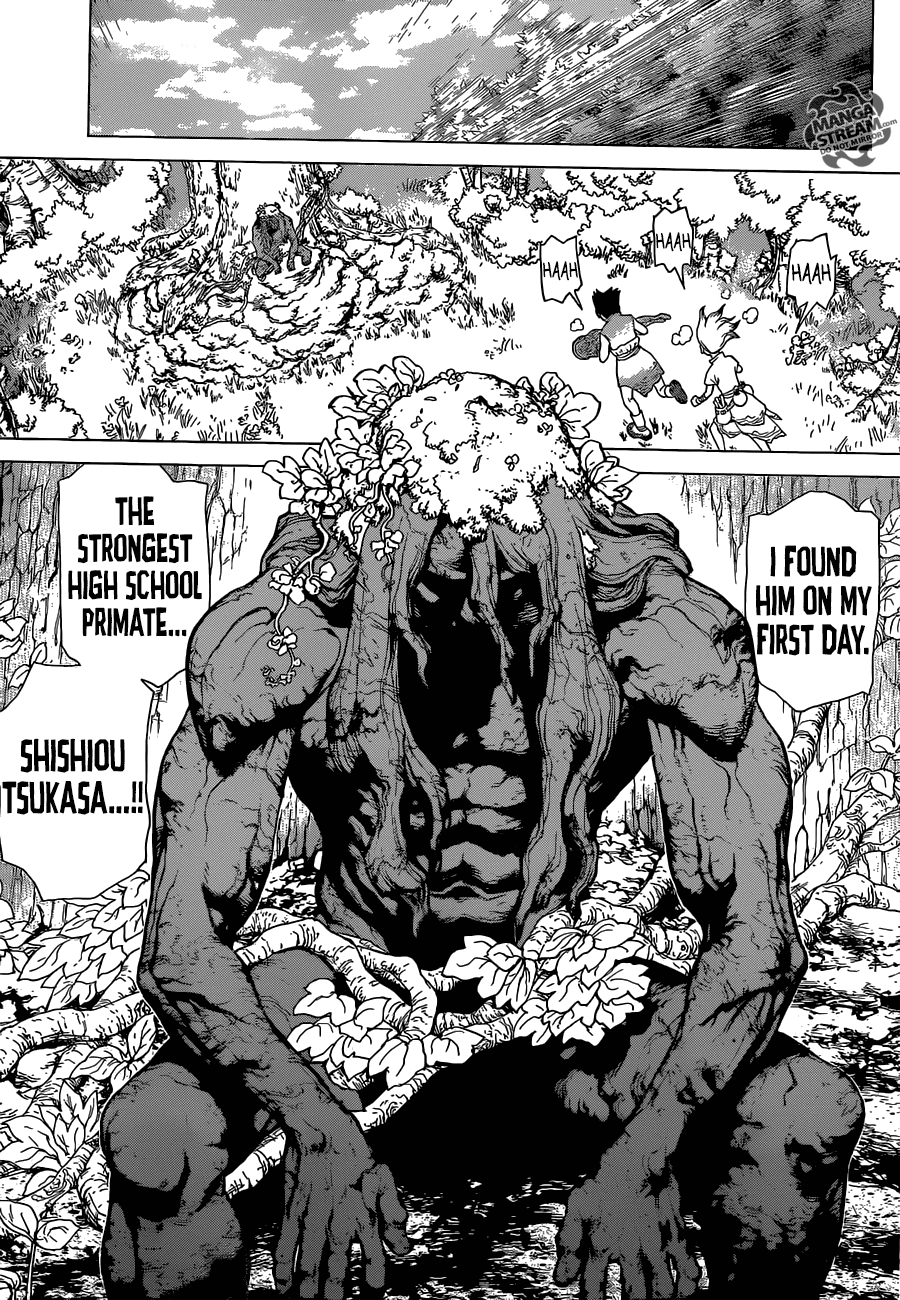 MANGA
STREAM.com
DO NOT MIRROR
HAAH
HAAH
HAAH
I FOUND
HIM ON MY
FIRST DAY.
THE
STRONGEST
HIGH SCHOOL
PRIMATE...
SHISHIOU
TSUKASA...!!